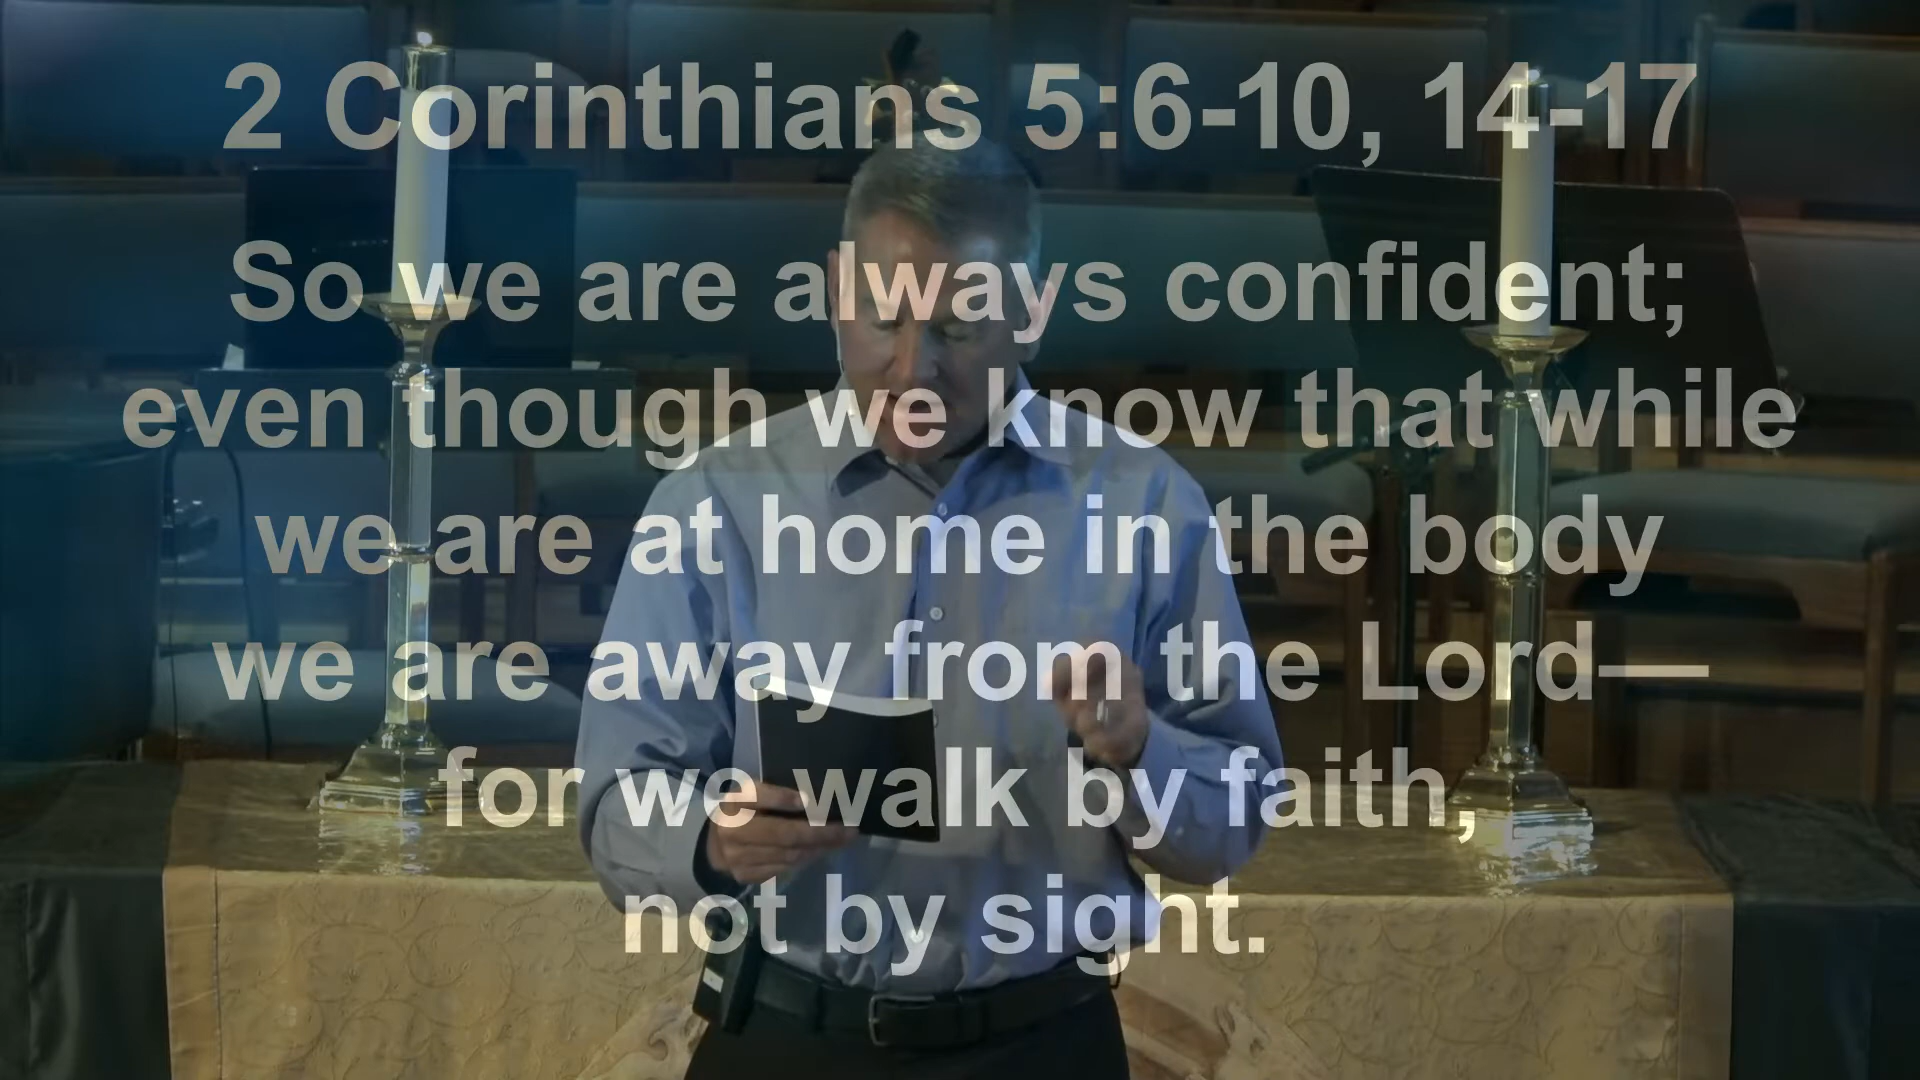 2 Corinthians 5:6-10, 14-17
So we are always confident;
even though we know that while
we are at home in the body
we are away from the Lord—
for we walk by faith,
not by sight.